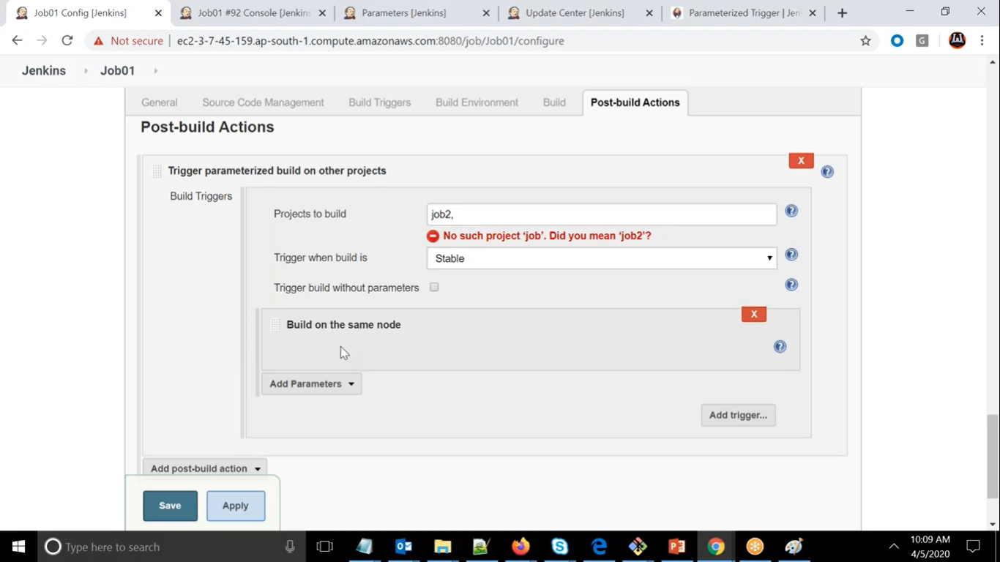 Job01 Config [Jenkins]
Job01 #92 Console [Jenkins
Parameters [Jenkins]
Update Center [Jenkins]
Parameterized Trigger | Jen
Not secure
ec2-3-7-45-159.ap-south-1.compute.amazonaws.com:8080/job/Job01/configure
Jenkins
Job01
General
Source Code Management
Build Triggers
Build Environment
Build
Post-build Actions
Post-build Actions
X
Trigger parameterized build on other projects
Build Triggers
Projects to build
job2,
No such project ‘job’. Did you mean ‘job2’?
Trigger when build is
Stable
Trigger build without parameters
X
Build on the same node
Add Parameters
Add trigger...
Add post-build action
Save
Apply
Type here to search
10:09 AM
4/5/2020